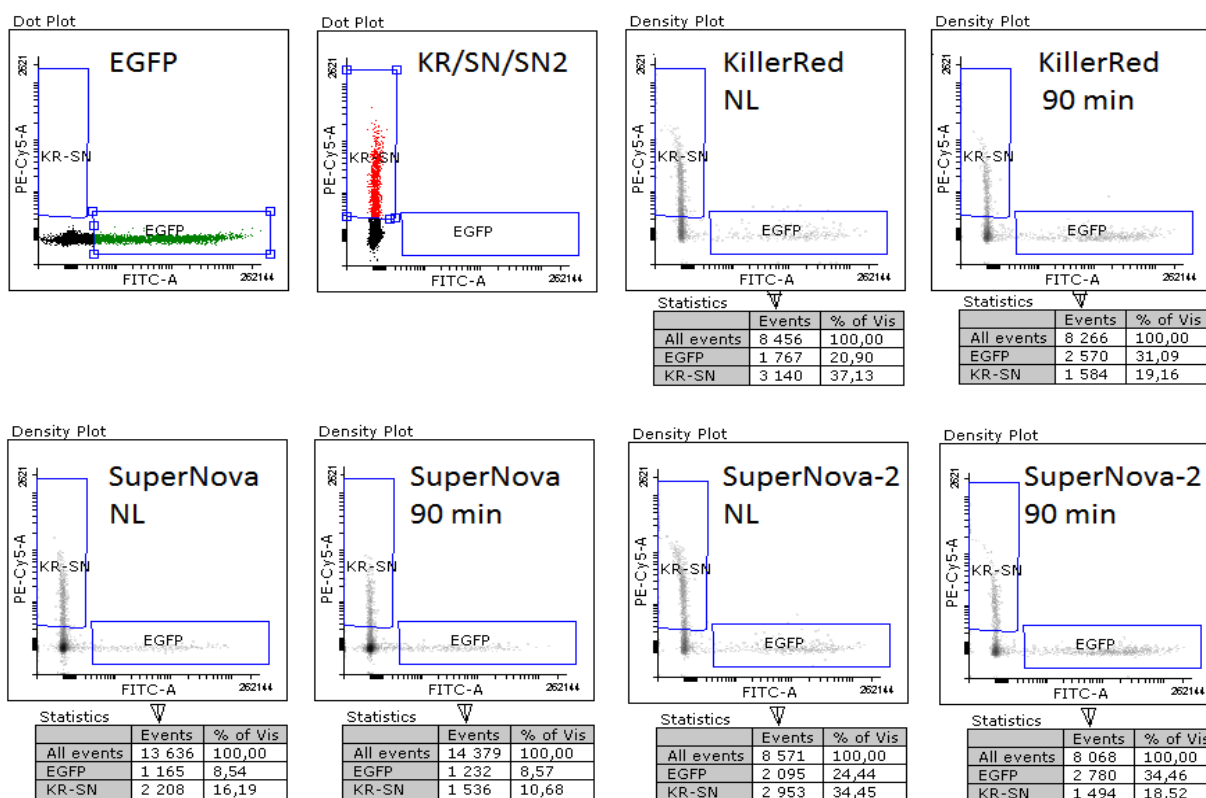 Dot Plot
2621
PE-Cy5-A
EGFP
KR-SN
EGFP
FITC-A
262144
Dot Plot
2621
PE-Cy5-A
KR/SN/SN2
KR-SN
EGFP
FITC-A
262144
Density Plot
2621
PE-Cy5-A
KillerRed
NL
KR-SN
EGFP
FITC-A
262144
Statistics
Events % of Vis
All events 8 456 100,00
EGFP 1 767 20,90
KR-SN 3 140 37,13
Density Plot
2621
PE-Cy5-A
KillerRed
90 min
KR-SN
EGFP
FITC-A
262144
Statistics
Events % of Vis
All events 8 266 100,00
EGFP 2 570 31,09
KR-SN 1 584 19,16
Density Plot
2621
PE-Cy5-A
SuperNova
NL
KR-SN
EGFP
FITC-A
262144
Statistics
Events % of Vis
All events 13 636 100,00
EGFP 1 165 8,54
KR-SN 2 208 16,19
Density Plot
2621
PE-Cy5-A
SuperNova
90 min
KR-SN
EGFP
FITC-A
262144
Statistics
Events % of Vis
All events 14 379 100,00
EGFP 1 232 8,57
KR-SN 1 536 10,68
Density Plot
2621
PE-Cy5-A
SuperNova-2
NL
KR-SN
EGFP
FITC-A
262144
Statistics
Events % of Vis
All events 8 571 100,00
EGFP 2 095 24,44
KR-SN 2 953 34,45
Density Plot
2621
PE-Cy5-A
SuperNova-2
90 min
KR-SN
EGFP
FITC-A
262144
Statistics
Events % of Vis
All events 8 068 100,00
EGFP 2 780 34,46
KR-SN 1 494 18,52